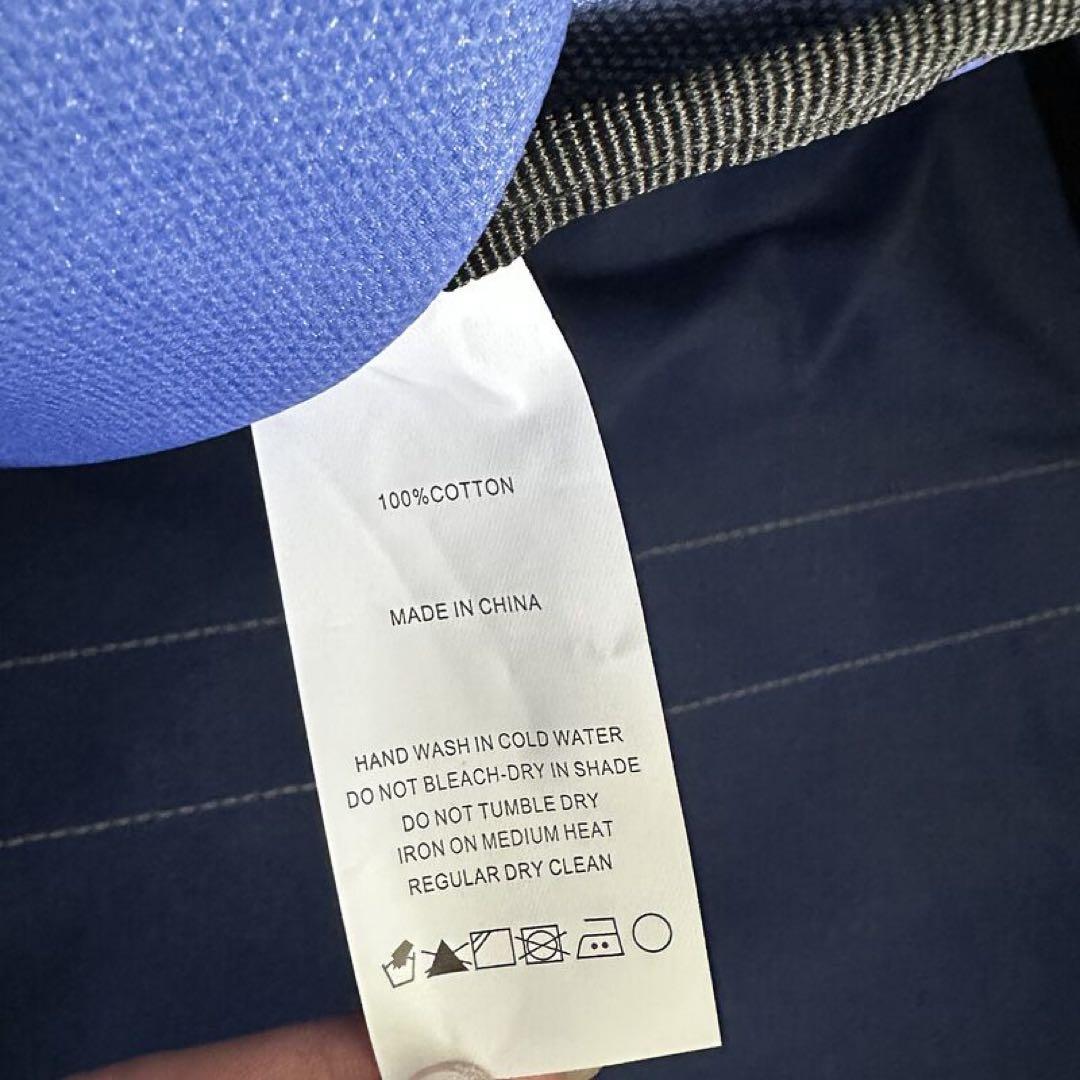 100%COTTON
MADE IN CHINA
HAND WASH IN COLD WATER
DO NOT BLEACH-DRY IN SHADE
DO NOT TUMBLE DRY
IRON ON MEDIUM HEAT
REGULAR DRY CLEAN